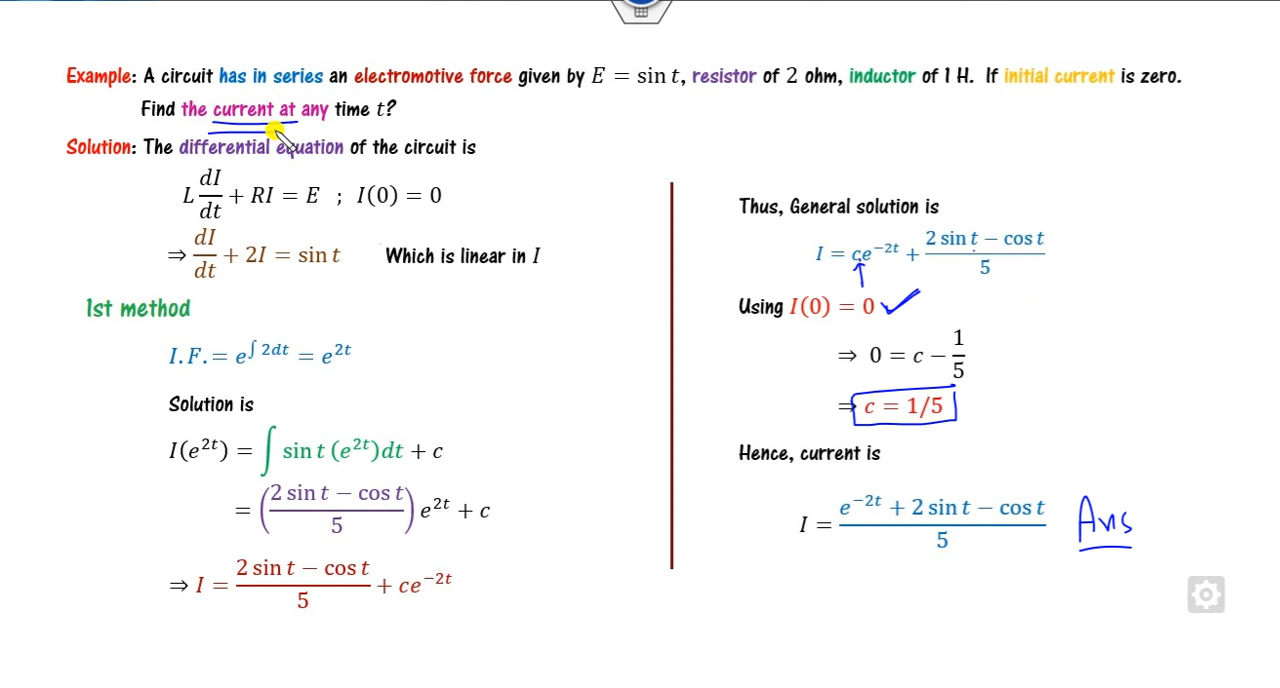 Example: A circuit has in series an electromotive force given by E = sin t, resistor of 2 ohm, inductor of 1 H. If initial current is zero.
Find the current at any time t?
Solution: The differential equation of the circuit is
L dI/dt + RI = E ; I(0) = 0
⇒ dI/dt + 2I = sin t Which is linear in I
1st method
I.F. = e^{∫ 2dt} = e^{2t}
Solution is
I(e^{2t}) = ∫ sin t (e^{2t})dt + c
= ((2 sin t − cos t)/5) e^{2t} + c
⇒ I = (2 sin t − cos t)/5 + ce^{−2t}
Thus, General solution is
I = ce^{−2t} + (2 sin t − cos t)/5
Using I(0) = 0
⇒ 0 = c − 1/5
⇒ c = 1/5
Hence, current is
I = (e^{−2t} + 2 sin t − cos t)/5 Ans